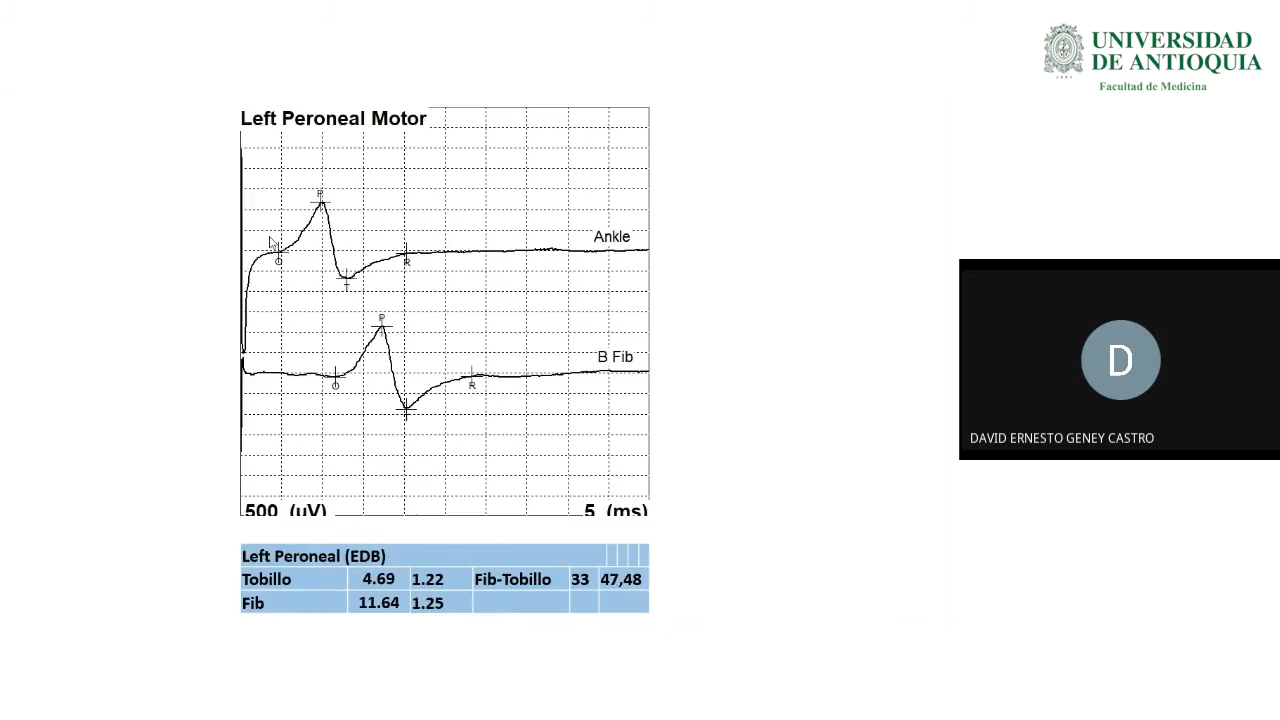 UNIVERSIDAD
DE ANTIOQUIA
1803
Facultad de Medicina
Left Peroneal Motor
P
Ankle
O
R
T
P
B Fib
O
R
T
500 (uV) 5 (ms)
Left Peroneal (EDB)
Tobillo 4.69 1.22 Fib-Tobillo 33 47,48
Fib 11.64 1.25
D
DAVID ERNESTO GENEY CASTRO